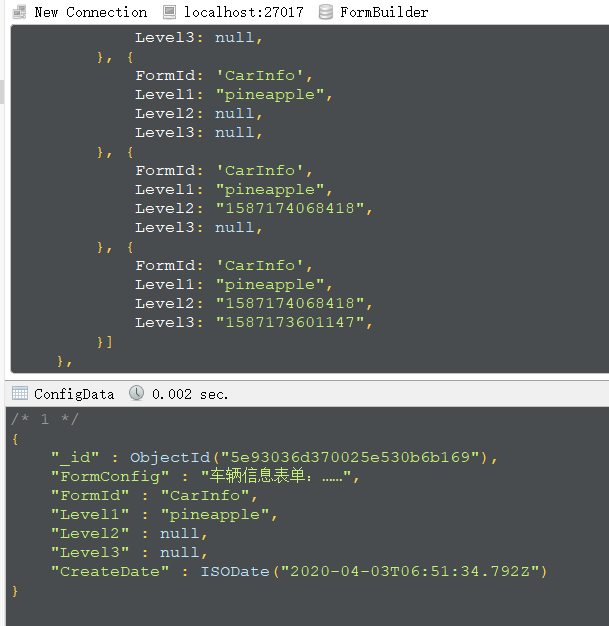 New Connection localhost:27017 FormBuilder
Level3: null,
}, {
FormId: 'CarInfo',
Level1: "pineapple",
Level2: null,
Level3: null,
}, {
FormId: 'CarInfo',
Level1: "pineapple",
Level2: "1587174068418",
Level3: null,
}, {
FormId: 'CarInfo',
Level1: "pineapple",
Level2: "1587174068418",
Level3: "1587173601147",
}]
},
ConfigData 0.002 sec.
/* 1 */
{
"_id" : ObjectId("5e93036d370025e530b6b169"),
"FormConfig" : "车辆信息表单：……",
"FormId" : "CarInfo",
"Level1" : "pineapple",
"Level2" : null,
"Level3" : null,
"CreateDate" : ISODate("2020-04-03T06:51:34.792Z")
}